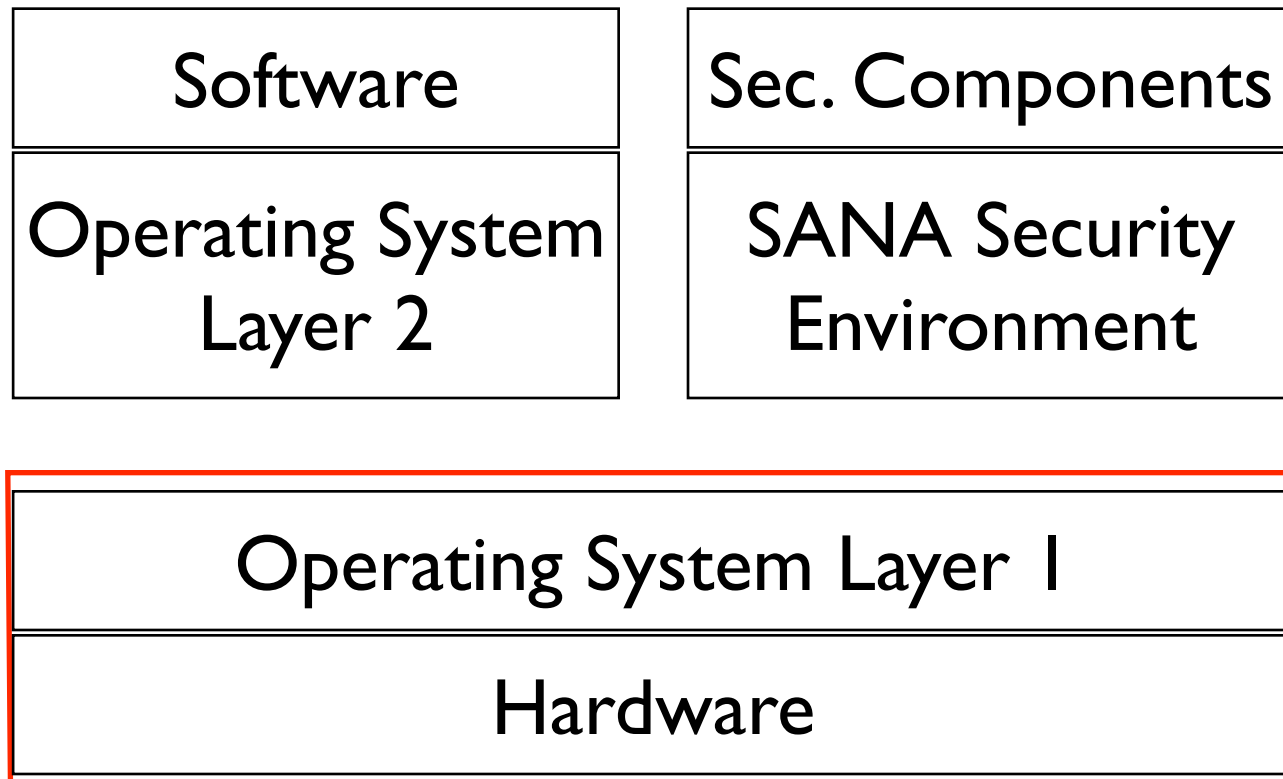 Software
Sec. Components
Operating System
Layer 2
SANA Security
Environment
Operating System Layer 1
Hardware